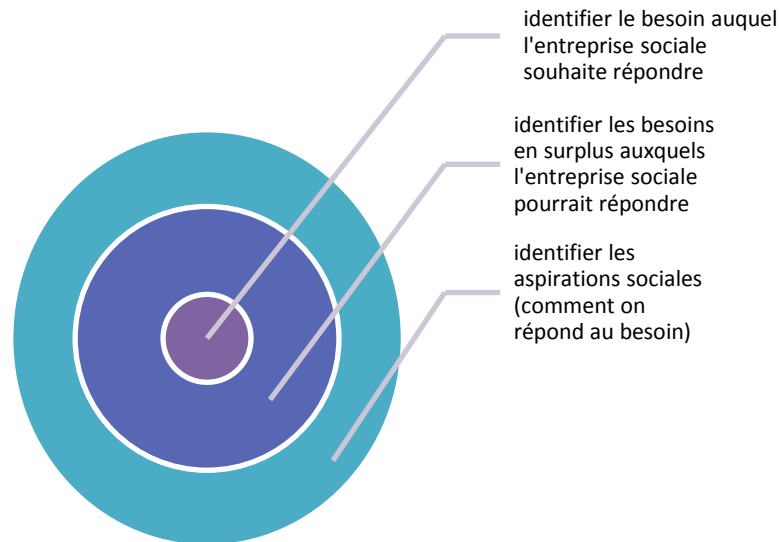 identifier le besoin auquel
l'entreprise sociale
souhaite répondre
identifier les besoins
en surplus auxquels
l'entreprise sociale
pourrait répondre
identifier les
aspirations sociales
(comment on
répond au besoin)